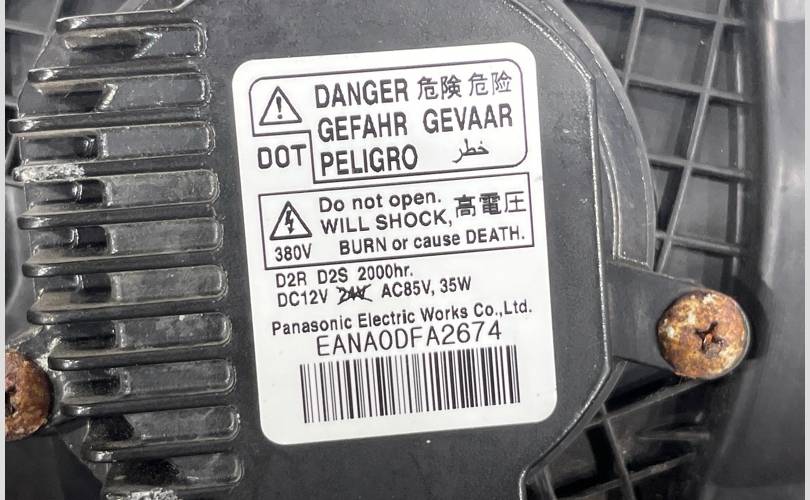 DANGER 危険 危险
GEFAHR GEVAAR
DOT PELIGRO خطر
Do not open. 高電圧
WILL SHOCK,
380V BURN or cause DEATH.
D2R D2S 2000hr.
DC12V 24V AC85V, 35W
Panasonic Electric Works Co.,Ltd.
EANA0DFA2674